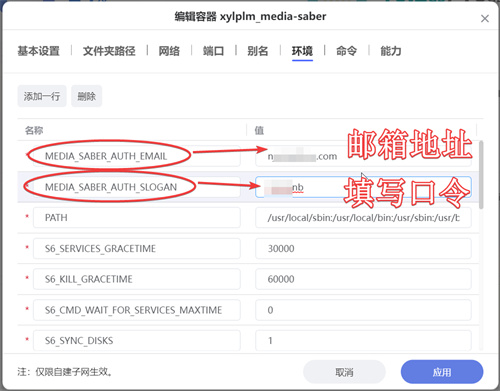 编辑容器 xylplm_media-saber
基本设置 文件夹路径 网络 端口 别名 环境 命令 能力
添加一行 删除
名称 值
* MEDIA_SABER_AUTH_EMAIL n .com 邮箱地址
* MEDIA_SABER_AUTH_SLOGAN nb 填写口令
* PATH /usr/local/sbin:/usr/local/bin:/usr/sbin:/usr/b
* S6_SERVICES_GRACETIME 30000
* S6_KILL_GRACETIME 60000
* S6_CMD_WAIT_FOR_SERVICES_MAXTIME 0
* S6_SYNC_DISKS 1
注：仅限自建子网生效。 取消 应用